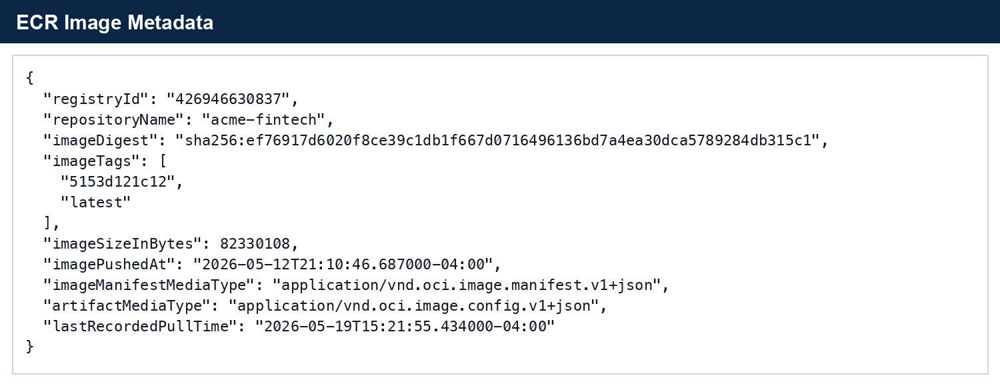 ECR Image Metadata
{
  "registryId": "426946630837",
  "repositoryName": "acme-fintech",
  "imageDigest": "sha256:ef76917d6020f8ce39c1db1f667d0716496136bd7a4ea30dca5789284db315c1",
  "imageTags": [
    "5153d121c12",
    "latest"
  ],
  "imageSizeInBytes": 82330108,
  "imagePushedAt": "2026-05-12T21:10:46.687000-04:00",
  "imageManifestMediaType": "application/vnd.oci.image.manifest.v1+json",
  "artifactMediaType": "application/vnd.oci.image.config.v1+json",
  "lastRecordedPullTime": "2026-05-19T15:21:55.434000-04:00"
}